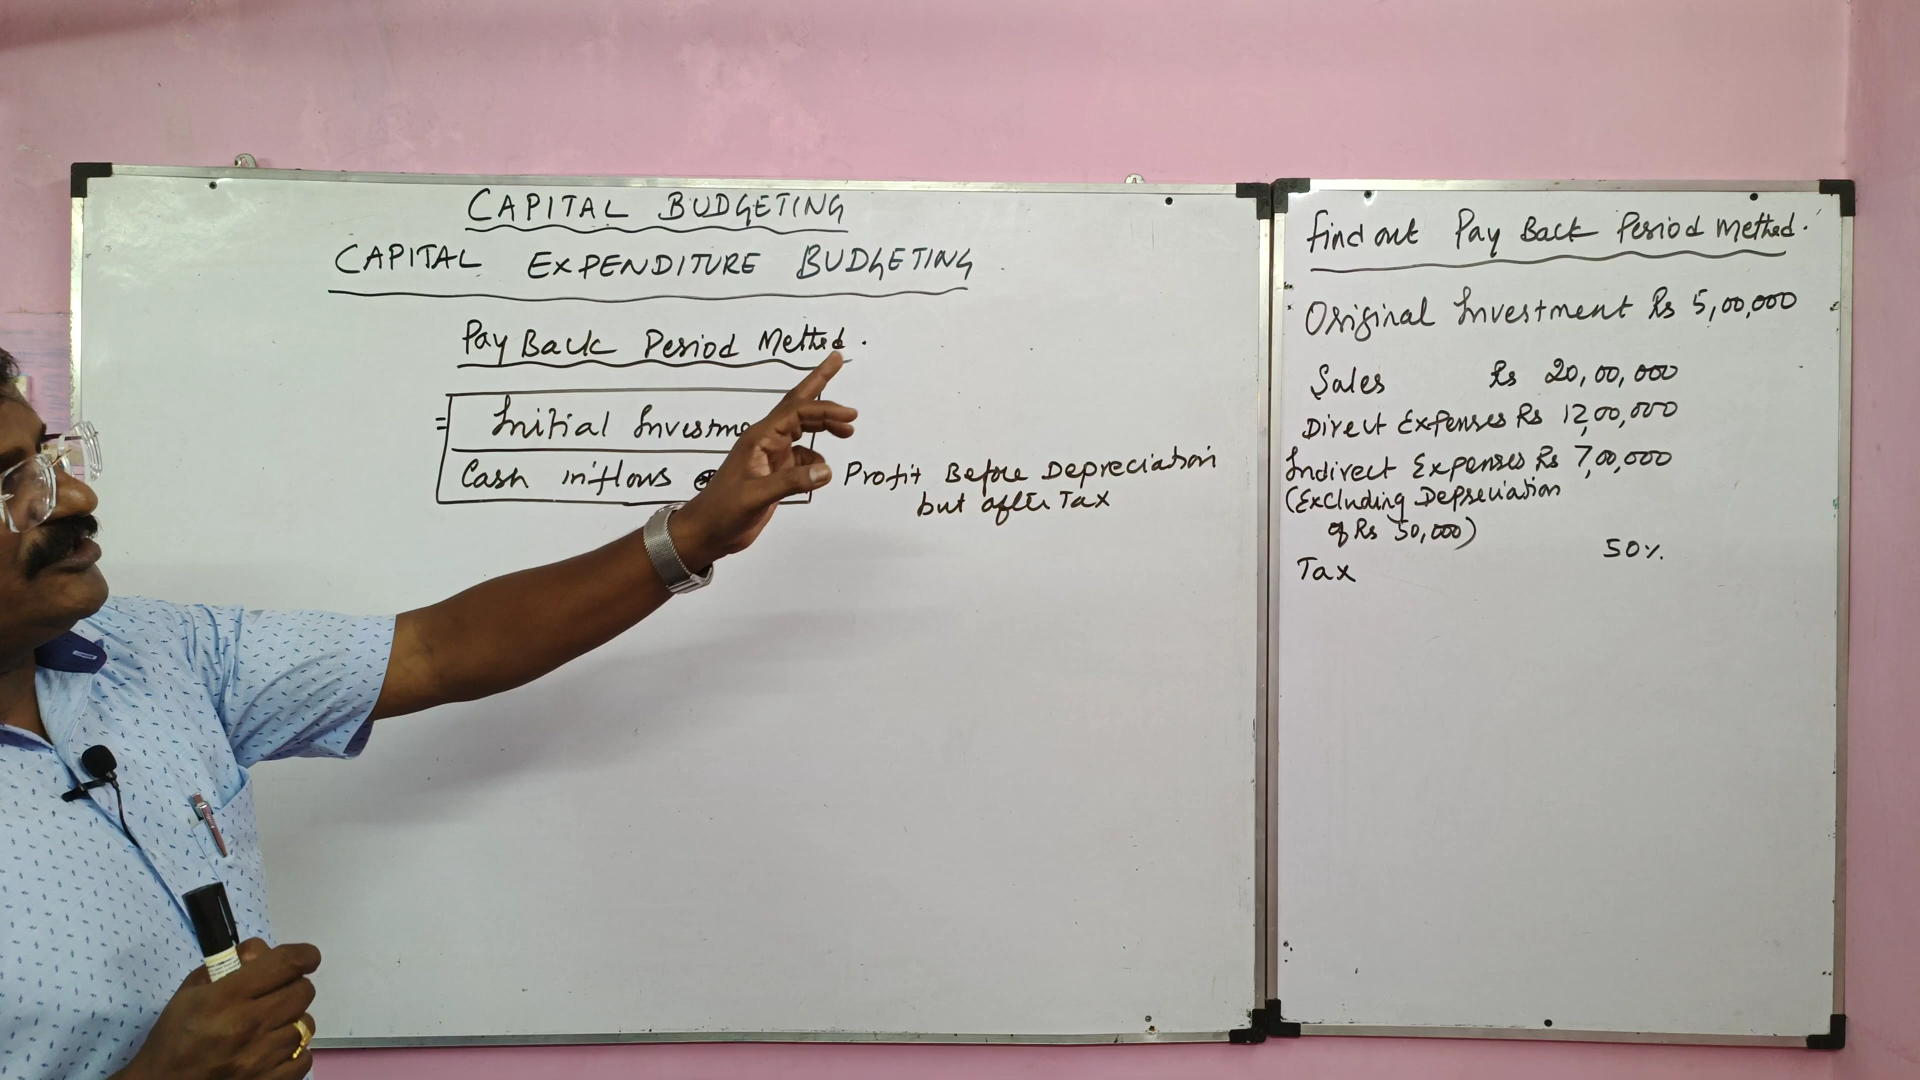 CAPITAL BUDGETING
CAPITAL EXPENDITURE BUDGETING
Pay Back Period Method.
= Initial Investme
Cash inflows
Profit Before Depreciation
but after Tax
find out Pay Back Period Method.
Original Investment Rs 5,00,000
Sales Rs 20,00,000
Direct Expenses Rs 12,00,000
Indirect Expenses Rs 7,00,000
(Excluding Depreciation
of Rs 50,000)
Tax 50%